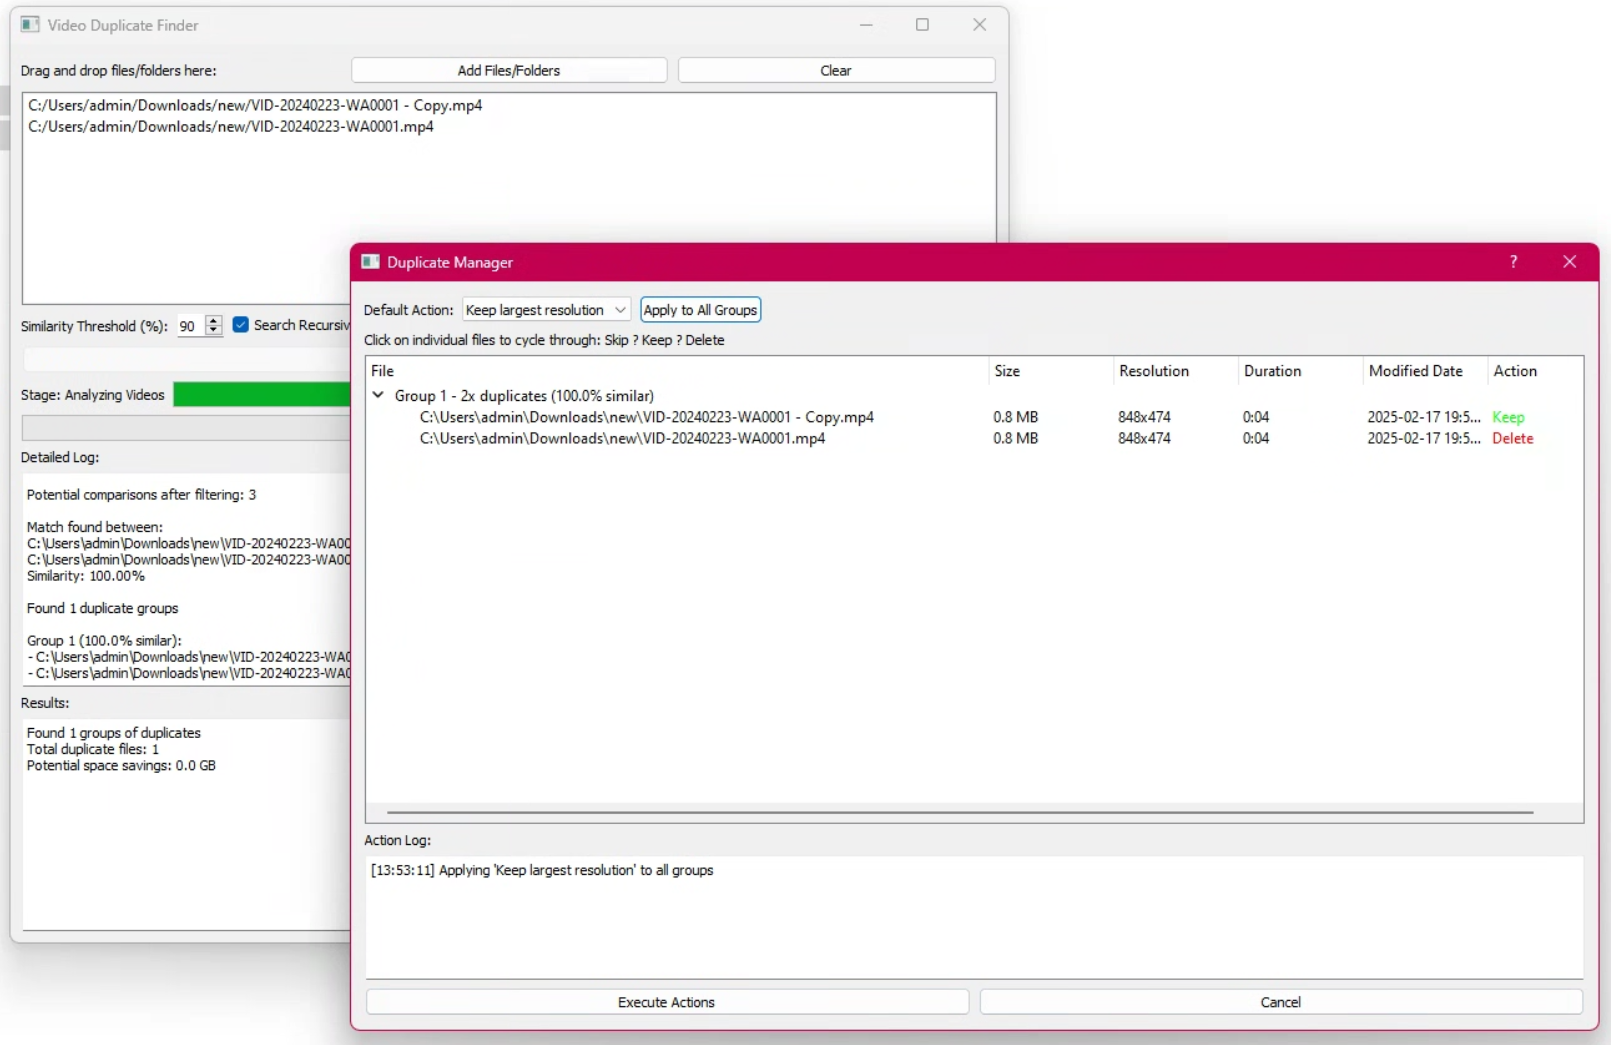 Video Duplicate Finder
Drag and drop files/folders here:
Add Files/Folders
Clear
C:/Users/admin/Downloads/new/VID-20240223-WA0001 - Copy.mp4
C:/Users/admin/Downloads/new/VID-20240223-WA0001.mp4
Similarity Threshold (%): 90 Search Recursiv
Stage: Analyzing Videos
Detailed Log:
Potential comparisons after filtering: 3
Match found between:
C:\Users\admin\Downloads\new\VID-20240223-WA00
C:\Users\admin\Downloads\new\VID-20240223-WA00
Similarity: 100.00%
Found 1 duplicate groups
Group 1 (100.0% similar):
- C:\Users\admin\Downloads\new\VID-20240223-WA0
- C:\Users\admin\Downloads\new\VID-20240223-WA0
Results:
Found 1 groups of duplicates
Total duplicate files: 1
Potential space savings: 0.0 GB
Duplicate Manager
?
Default Action: Keep largest resolution Apply to All Groups
Click on individual files to cycle through: Skip ? Keep ? Delete
File Size Resolution Duration Modified Date Action
Group 1 - 2x duplicates (100.0% similar)
C:\Users\admin\Downloads\new\VID-20240223-WA0001 - Copy.mp4 0.8 MB 848x474 0:04 2025-02-17 19:5... Keep
C:\Users\admin\Downloads\new\VID-20240223-WA0001.mp4 0.8 MB 848x474 0:04 2025-02-17 19:5... Delete
Action Log:
[13:53:11] Applying 'Keep largest resolution' to all groups
Execute Actions
Cancel